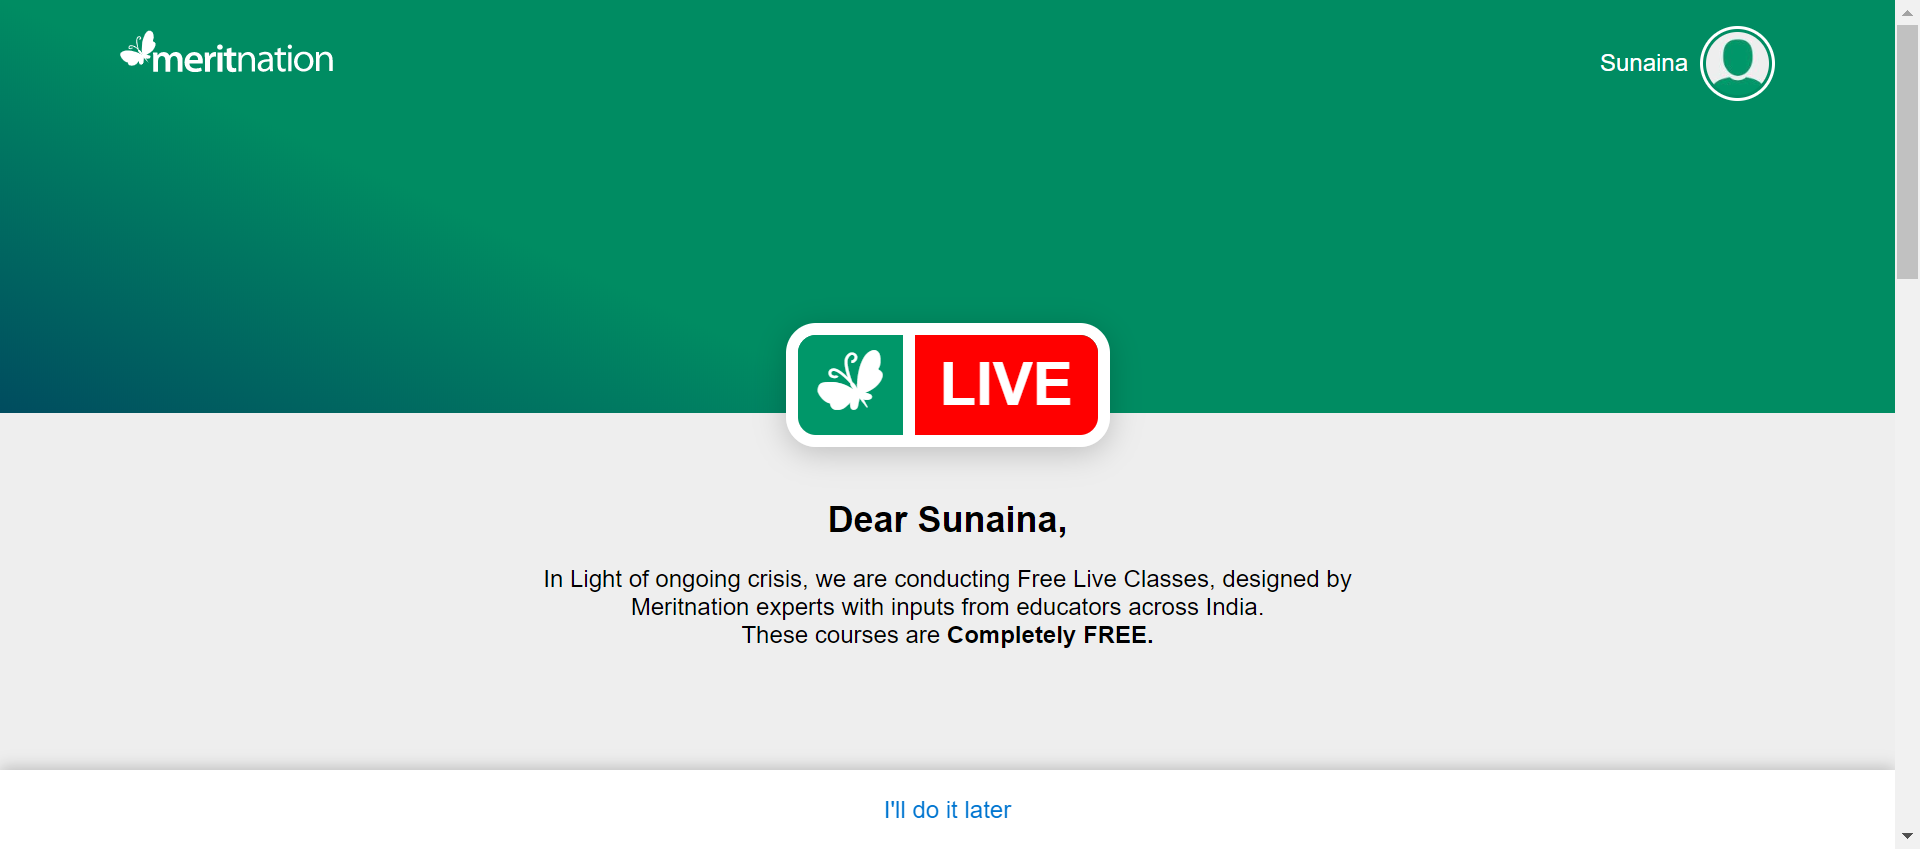 meritnation
Sunaina
LIVE
Dear Sunaina,
In Light of ongoing crisis, we are conducting Free Live Classes, designed by
Meritnation experts with inputs from educators across India.
These courses are Completely FREE.
I'll do it later